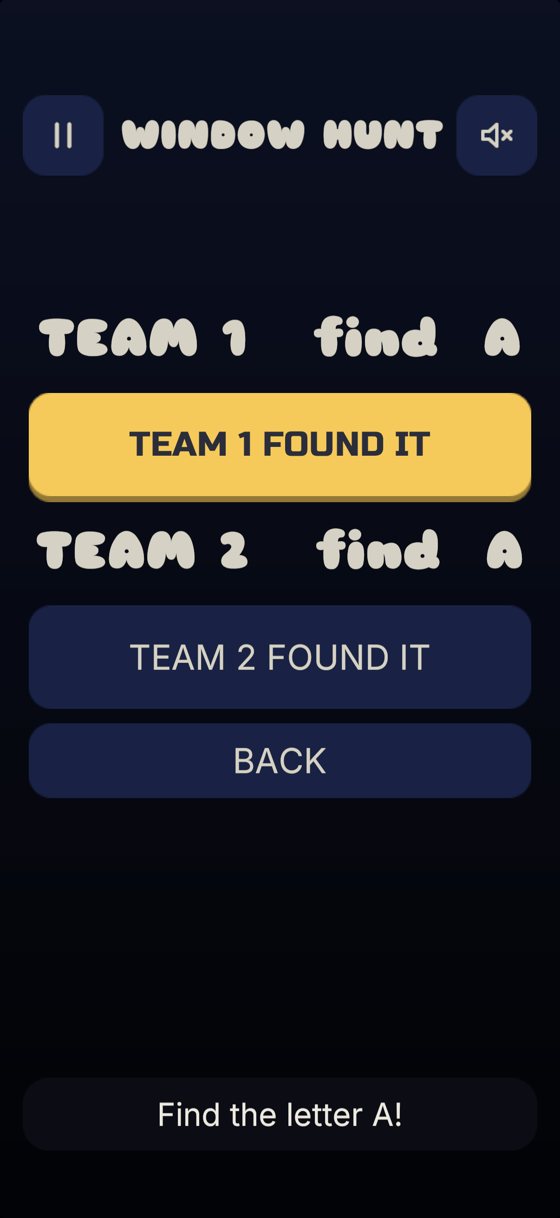 WINDOW HUNT
TEAM 1 find A
TEAM 1 FOUND IT
TEAM 2 find A
TEAM 2 FOUND IT
BACK
Find the letter A!